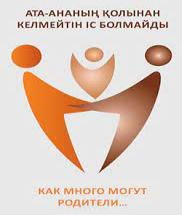 АТА-АНАНЫҢ ҚОЛЫНАН
КЕЛМЕЙТІН ІС БОЛМАЙДЫ
КАК МНОГО МОГУТ
РОДИТЕЛИ...